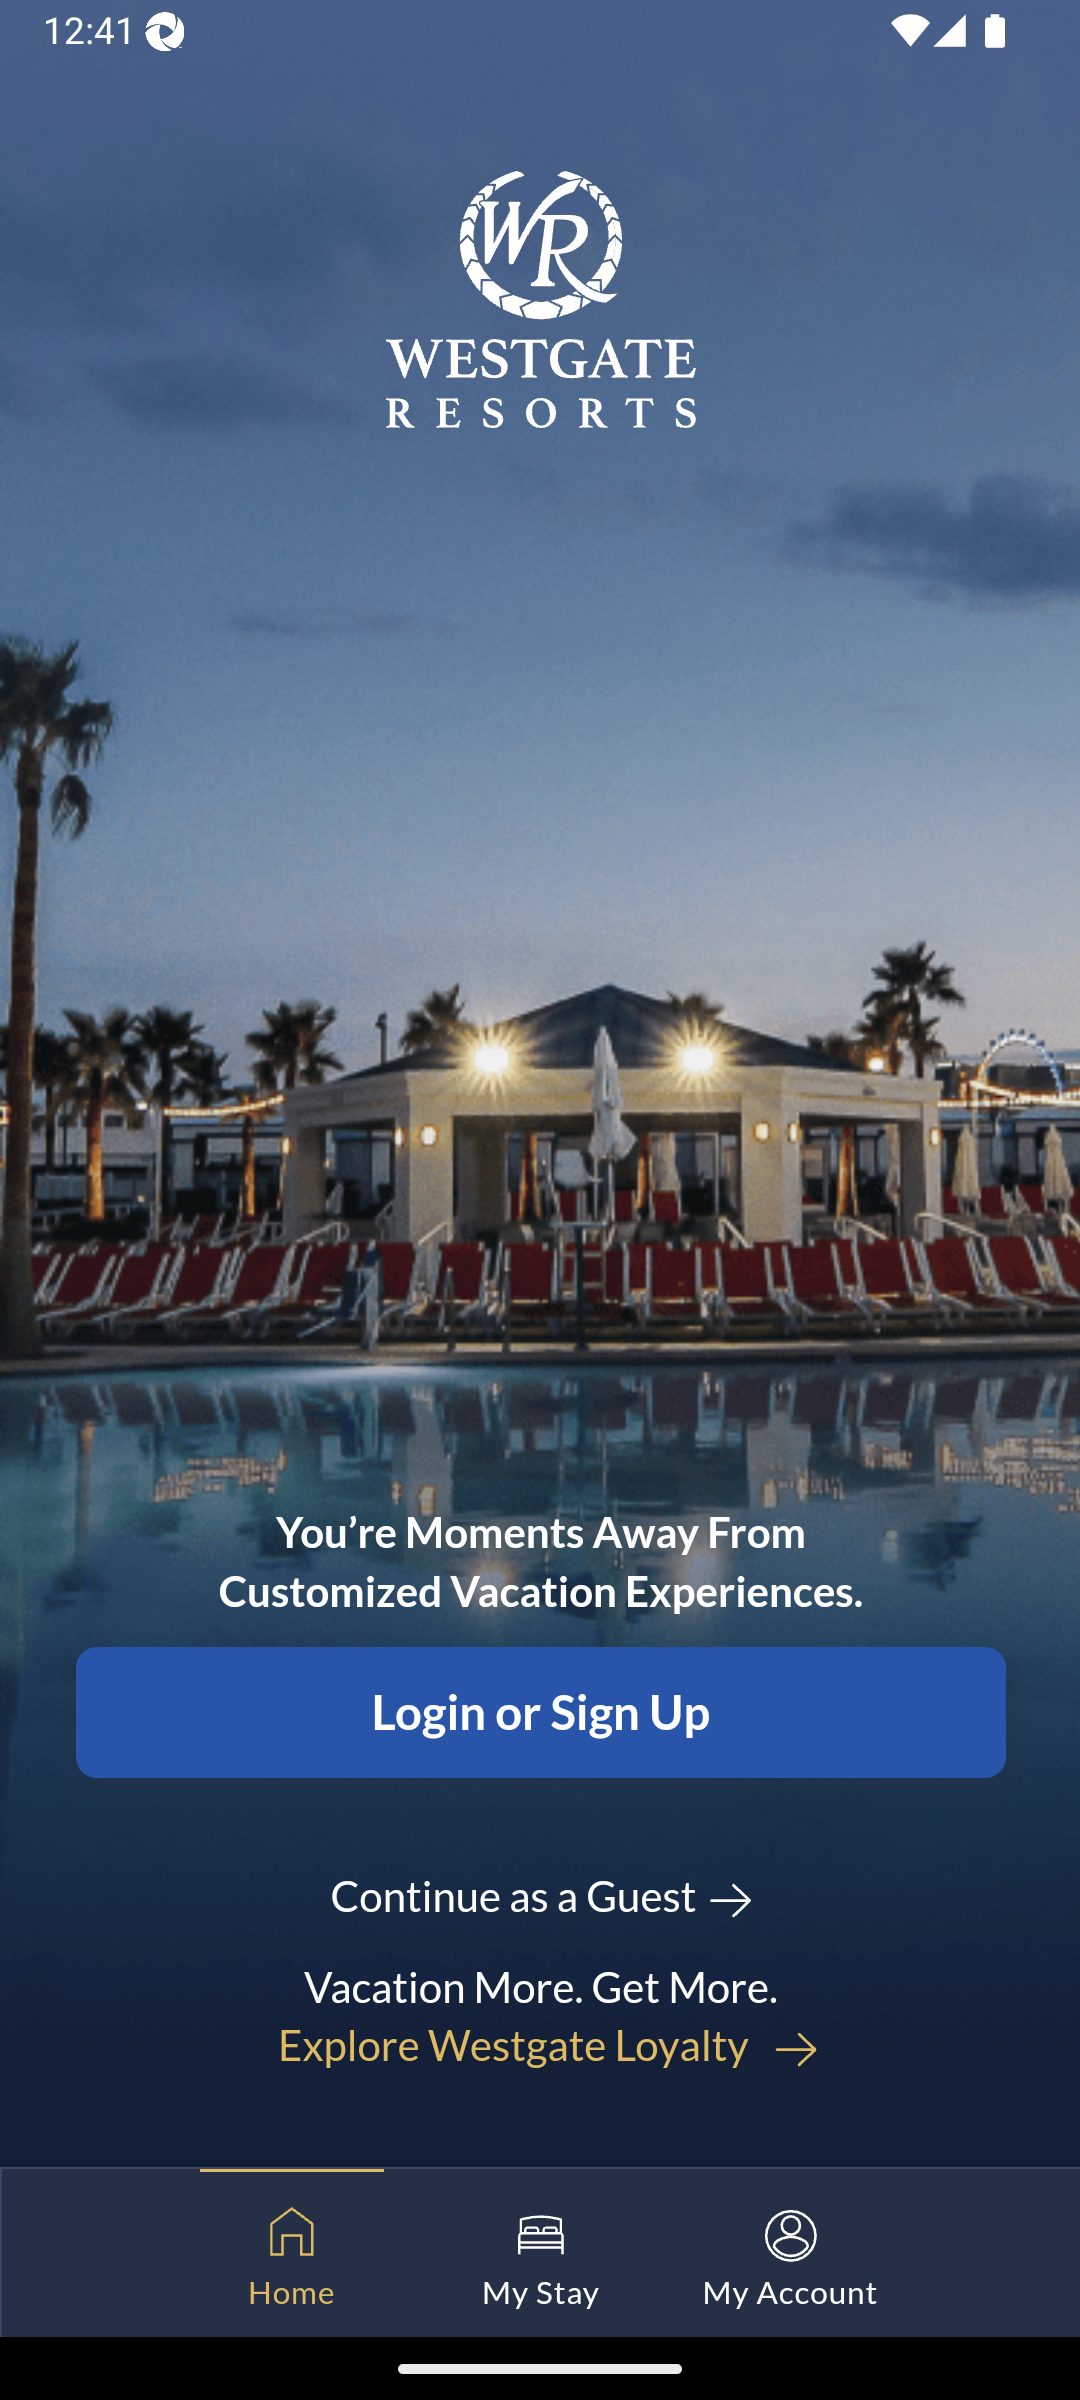 12:41
WR
WESTGATE
RESORTS
You’re Moments Away From
Customized Vacation Experiences.
Login or Sign Up
Continue as a Guest
Vacation More. Get More.
Explore Westgate Loyalty
Home
My Stay
My Account